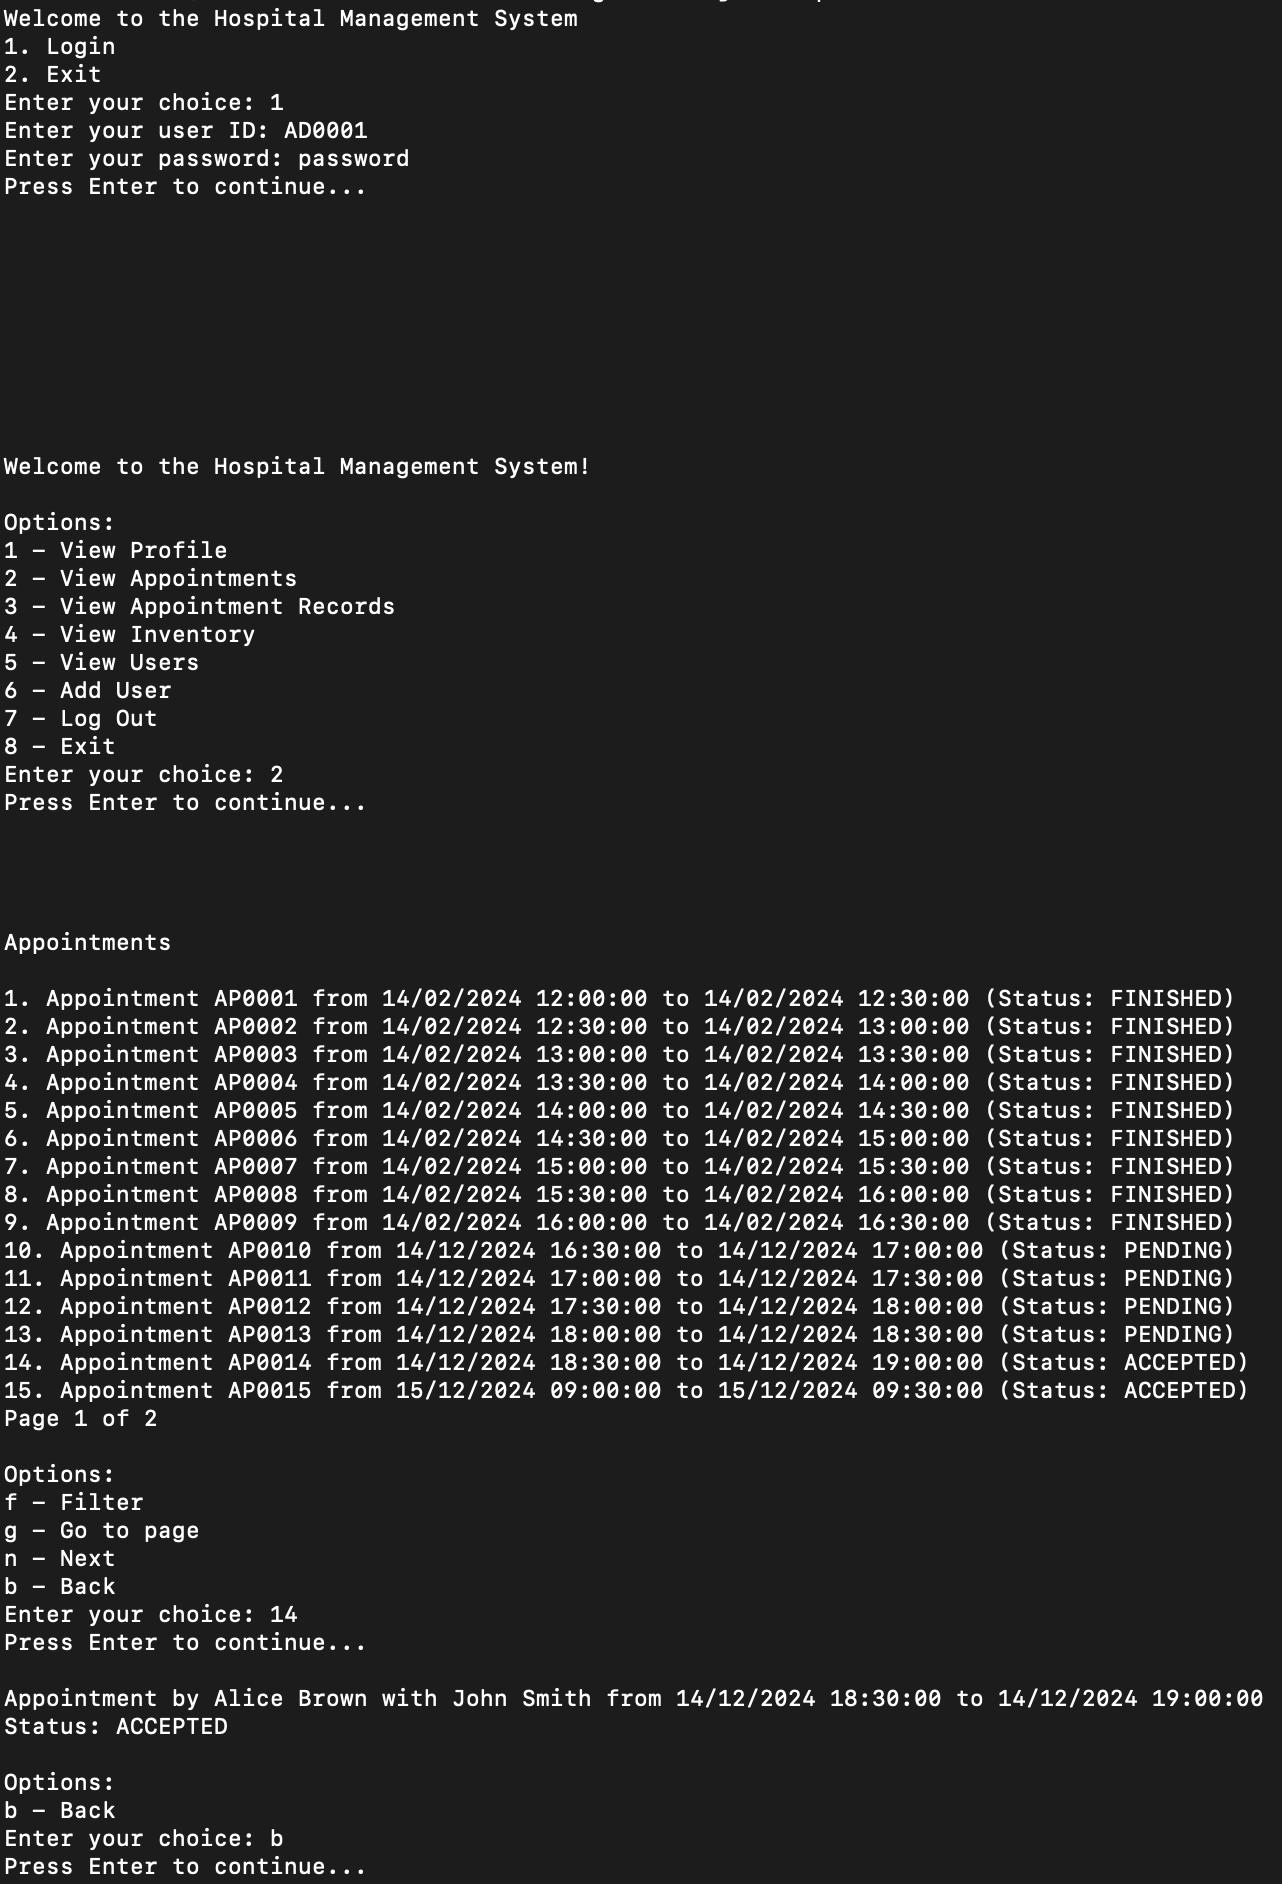 Welcome to the Hospital Management System
1. Login
2. Exit
Enter your choice: 1
Enter your user ID: AD0001
Enter your password: password
Press Enter to continue...
Welcome to the Hospital Management System!
Options:
1 – View Profile
2 – View Appointments
3 – View Appointment Records
4 – View Inventory
5 – View Users
6 – Add User
7 – Log Out
8 – Exit
Enter your choice: 2
Press Enter to continue...
Appointments
1. Appointment AP0001 from 14/02/2024 12:00:00 to 14/02/2024 12:30:00 (Status: FINISHED)
2. Appointment AP0002 from 14/02/2024 12:30:00 to 14/02/2024 13:00:00 (Status: FINISHED)
3. Appointment AP0003 from 14/02/2024 13:00:00 to 14/02/2024 13:30:00 (Status: FINISHED)
4. Appointment AP0004 from 14/02/2024 13:30:00 to 14/02/2024 14:00:00 (Status: FINISHED)
5. Appointment AP0005 from 14/02/2024 14:00:00 to 14/02/2024 14:30:00 (Status: FINISHED)
6. Appointment AP0006 from 14/02/2024 14:30:00 to 14/02/2024 15:00:00 (Status: FINISHED)
7. Appointment AP0007 from 14/02/2024 15:00:00 to 14/02/2024 15:30:00 (Status: FINISHED)
8. Appointment AP0008 from 14/02/2024 15:30:00 to 14/02/2024 16:00:00 (Status: FINISHED)
9. Appointment AP0009 from 14/02/2024 16:00:00 to 14/02/2024 16:30:00 (Status: FINISHED)
10. Appointment AP0010 from 14/12/2024 16:30:00 to 14/12/2024 17:00:00 (Status: PENDING)
11. Appointment AP0011 from 14/12/2024 17:00:00 to 14/12/2024 17:30:00 (Status: PENDING)
12. Appointment AP0012 from 14/12/2024 17:30:00 to 14/12/2024 18:00:00 (Status: PENDING)
13. Appointment AP0013 from 14/12/2024 18:00:00 to 14/12/2024 18:30:00 (Status: PENDING)
14. Appointment AP0014 from 14/12/2024 18:30:00 to 14/12/2024 19:00:00 (Status: ACCEPTED)
15. Appointment AP0015 from 15/12/2024 09:00:00 to 15/12/2024 09:30:00 (Status: ACCEPTED)
Page 1 of 2
Options:
f – Filter
g – Go to page
n – Next
b – Back
Enter your choice: 14
Press Enter to continue...
Appointment by Alice Brown with John Smith from 14/12/2024 18:30:00 to 14/12/2024 19:00:00
Status: ACCEPTED
Options:
b – Back
Enter your choice: b
Press Enter to continue...